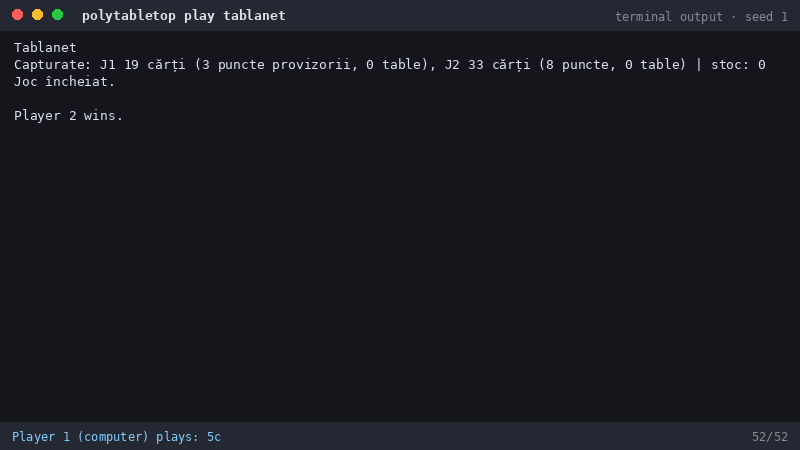 polytabletop play tablanet
terminal output · seed 1
Tablanet
Capturate: J1 19 cărți (3 puncte provizorii, 0 table), J2 33 cărți (8 puncte, 0 table) | stoc: 0
Joc încheiat.
Player 2 wins.
Player 1 (computer) plays: 5c
52/52